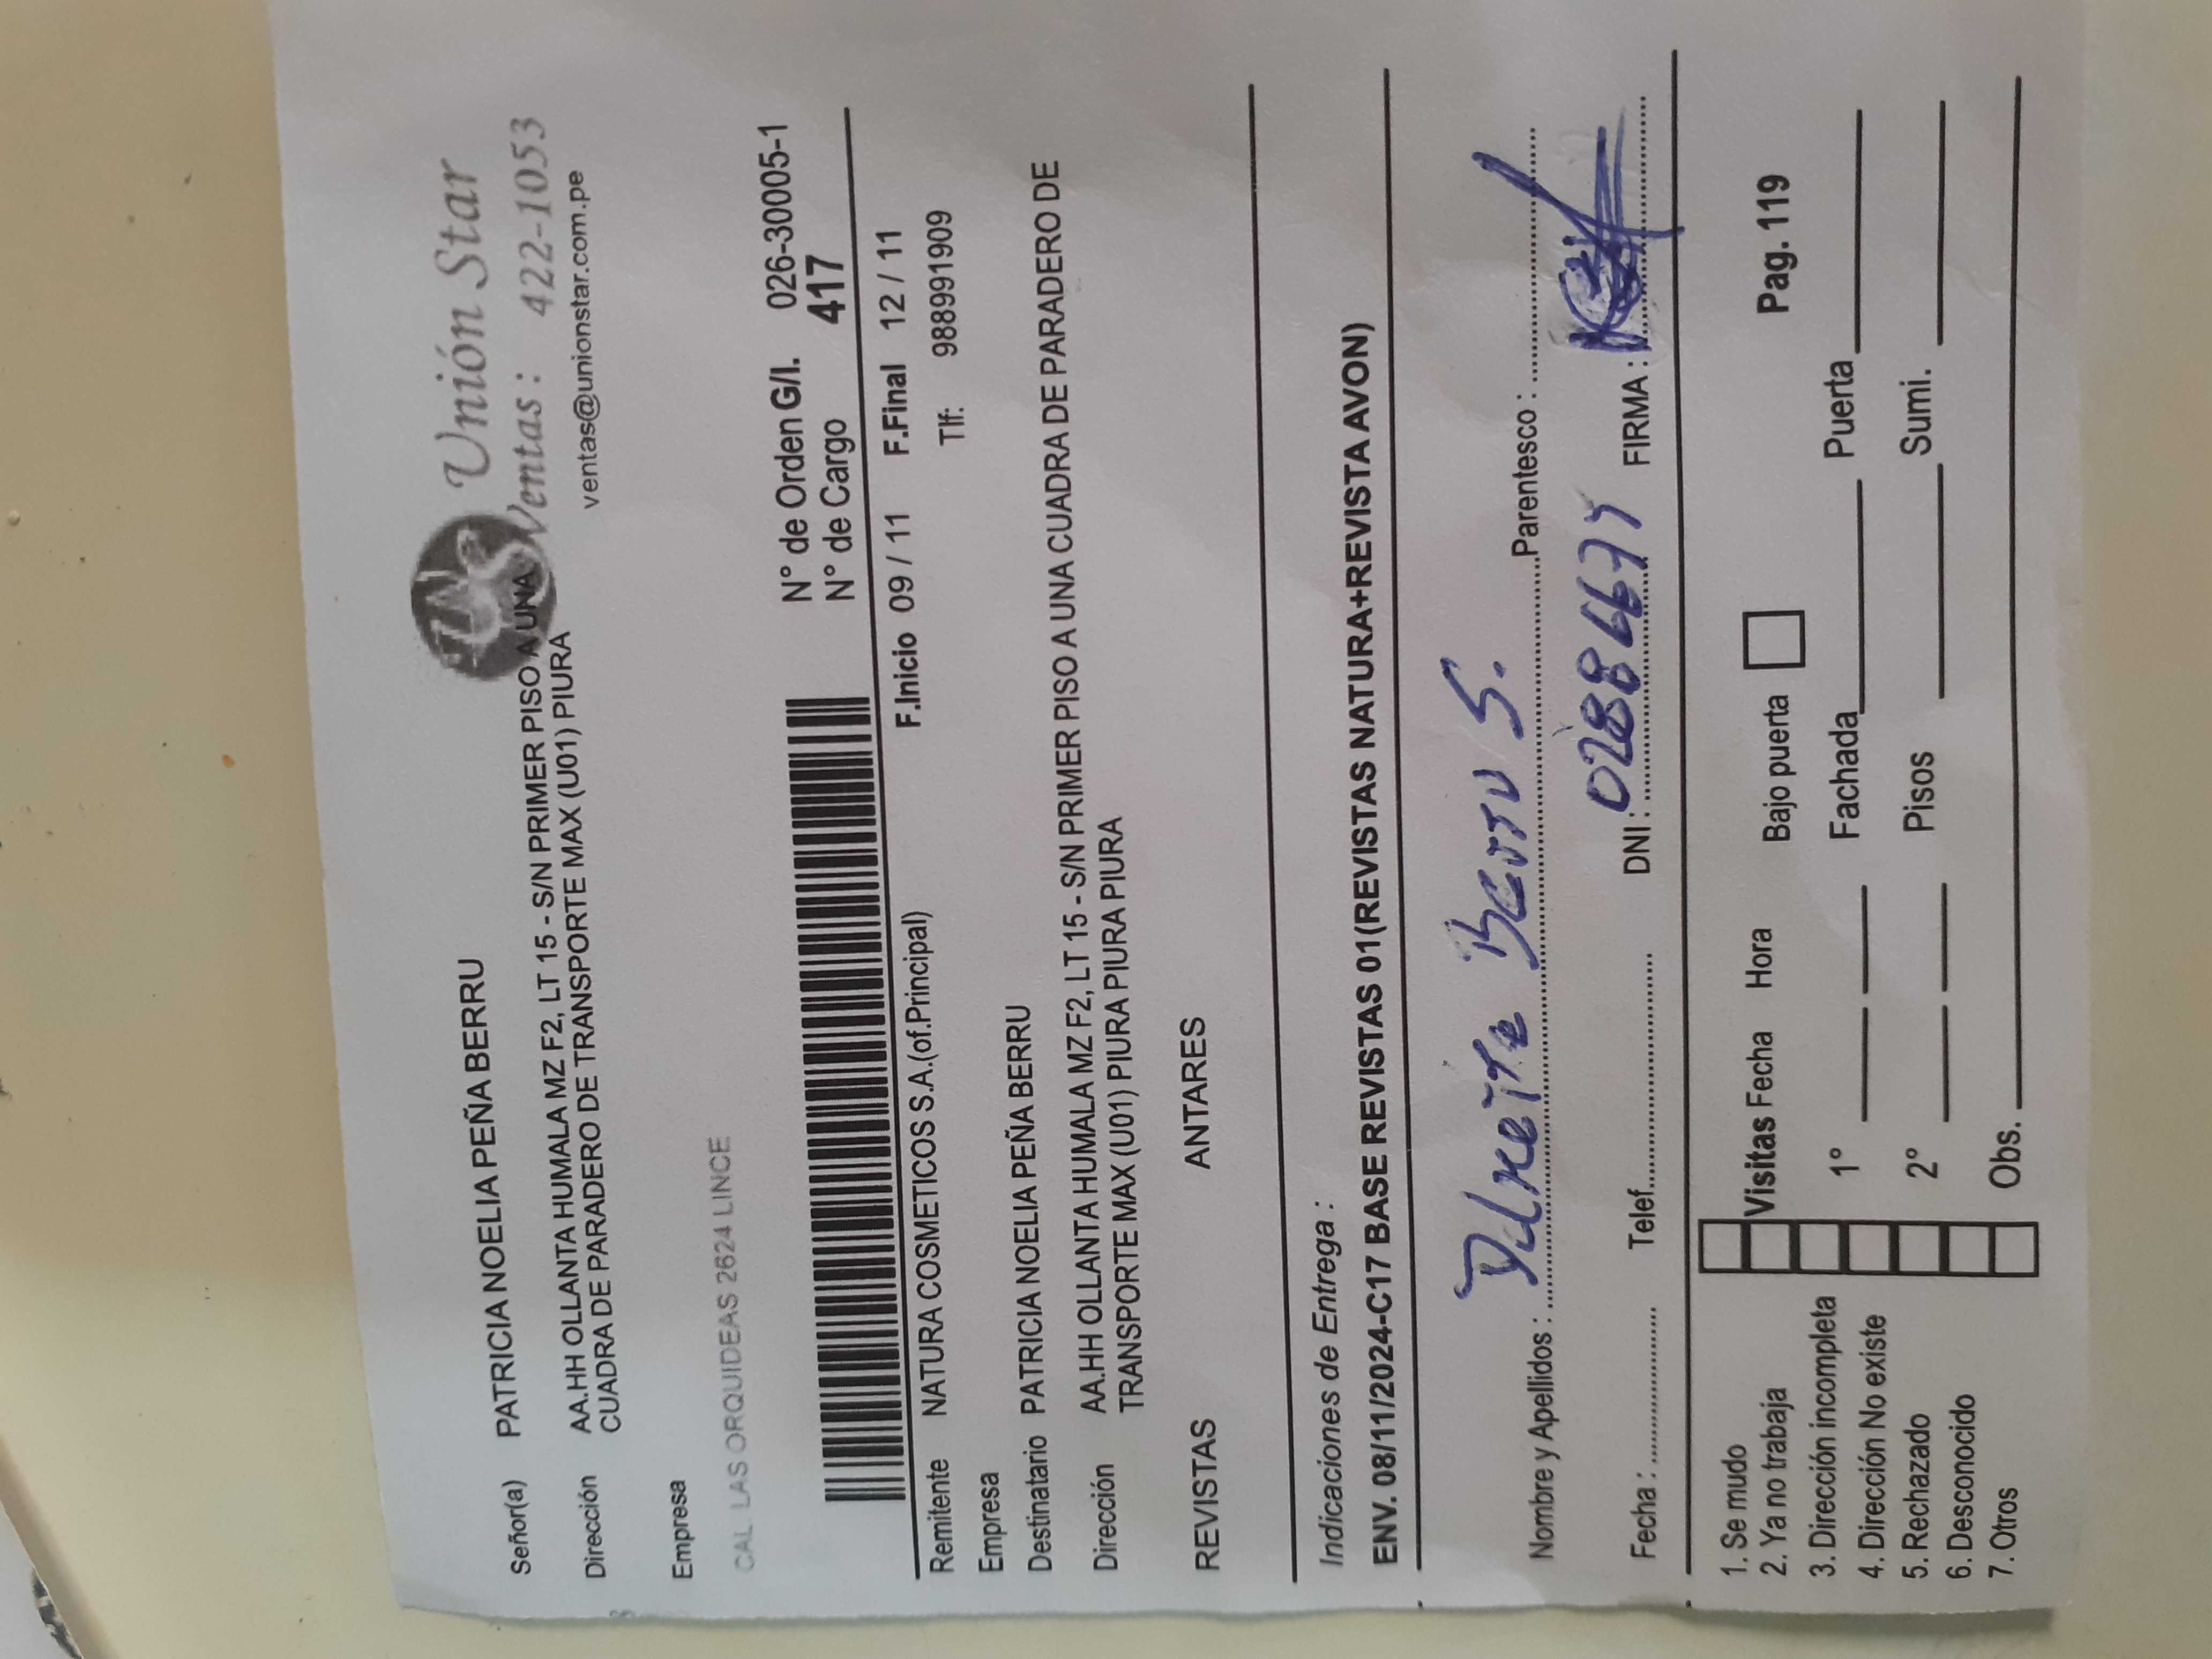 Unión Star
Ventas: 422-1053
ventas@unionstar.com.pe
Señor(a) PATRICIA NOELIA PEÑA BERRU
Dirección AA.HH OLLANTA HUMALA MZ F2, LT 15 - S/N PRIMER PISO A UNA
CUADRA DE PARADERO DE TRANSPORTE MAX (U01) PIURA
Empresa
CAL. LAS ORQUIDEAS 2624 LINCE
N° de Orden G/I. 026-30005-1
N° de Cargo 417
F.Inicio 09 / 11 F.Final 12 / 11
Remitente NATURA COSMETICOS S.A.(of.Principal) Tlf: 988991909
Empresa
Destinatario PATRICIA NOELIA PEÑA BERRU
Dirección AA.HH OLLANTA HUMALA MZ F2, LT 15 - S/N PRIMER PISO A UNA CUADRA DE PARADERO DE
TRANSPORTE MAX (U01) PIURA PIURA PIURA
REVISTAS ANTARES
Indicaciones de Entrega :
ENV. 08/11/2024-C17 BASE REVISTAS 01(REVISTAS NATURA+REVISTA AVON)
Nombre y Apellidos : S. Parentesco :
Fecha : Telef. DNI : FIRMA :
1. Se mudo
2. Ya no trabaja
3. Dirección incompleta
4. Dirección No existe
5. Rechazado
6. Desconocido
7. Otros
Visitas Fecha Hora Bajo puerta Pag. 119
1° Fachada Puerta
2° Pisos Sumi.
Obs.